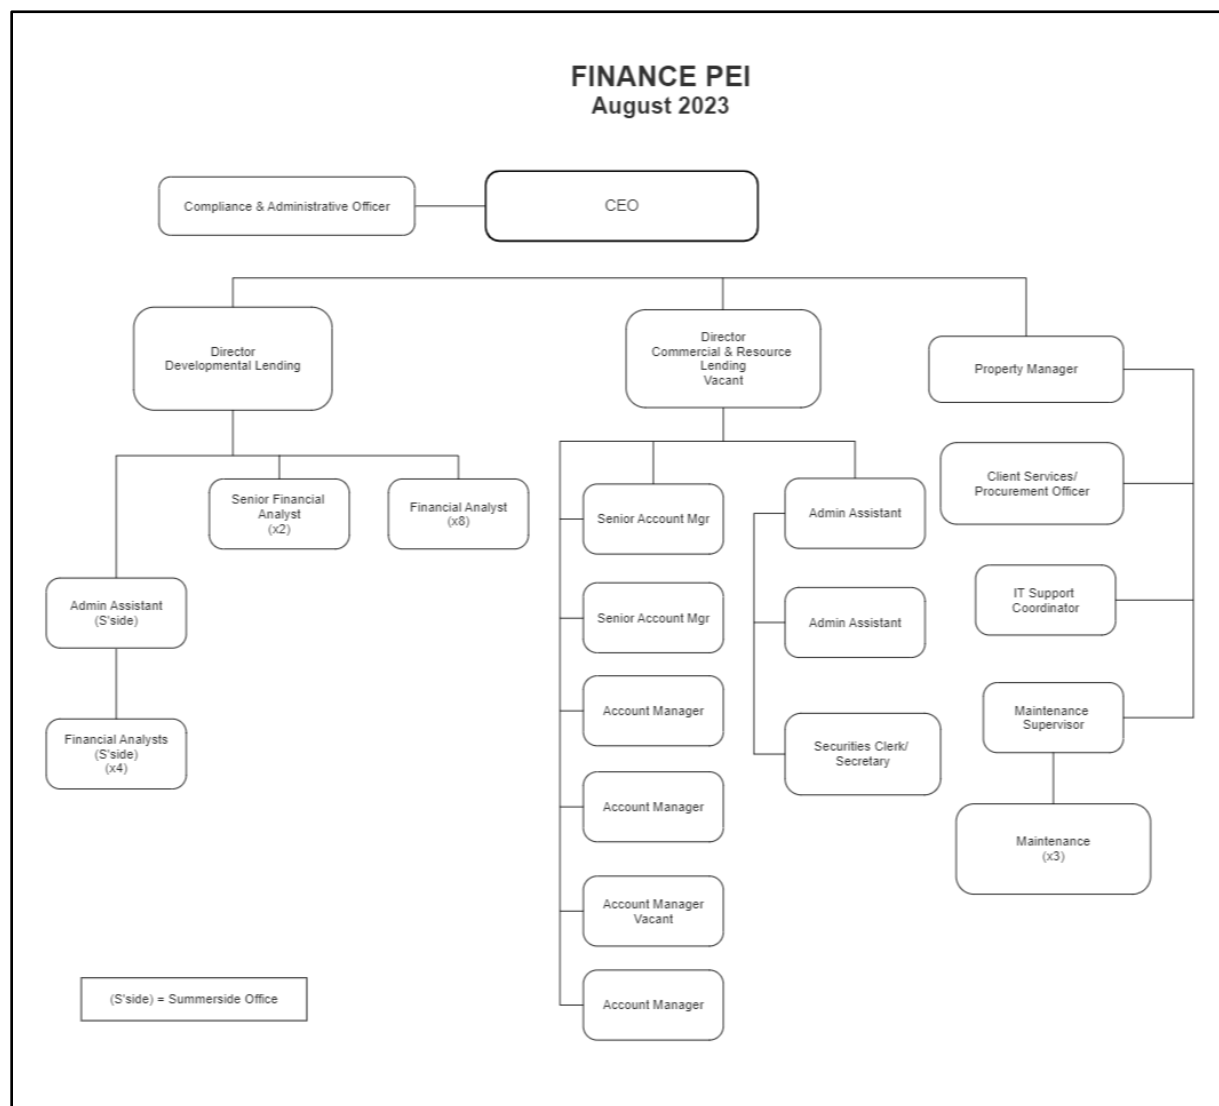 FINANCE PEI
August 2023
Compliance & Administrative Officer
CEO
Director
Developmental Lending
Director
Commercial & Resource
Lending
Vacant
Property Manager
Senior Financial
Analyst
(x2)
Financial Analyst
(x8)
Admin Assistant
(S'side)
Financial Analysts
(S'side)
(x4)
Senior Account Mgr
Senior Account Mgr
Account Manager
Account Manager
Account Manager
Vacant
Account Manager
Admin Assistant
Admin Assistant
Securities Clerk/
Secretary
Client Services/
Procurement Officer
IT Support
Coordinator
Maintenance
Supervisor
Maintenance
(x3)
(S'side) = Summerside Office